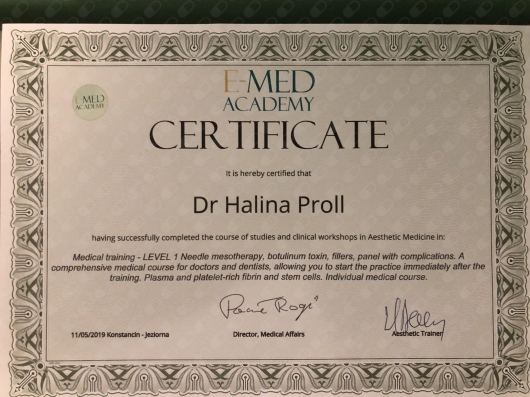 E-MED
ACADEMY
E-MED
ACADEMY
CERTIFICATE
It is hereby certified that
Dr Halina Proll
having successfully completed the course of studies and clinical workshops in Aesthetic Medicine in:
Medical training - LEVEL 1 Needle mesotherapy, botulinum toxin, fillers, panel with complications. A
comprehensive medical course for doctors and dentists, allowing you to start the practice immediately after the
training. Plasma and platelet-rich fibrin and stem cells. Individual medical course.
11/05/2019 Konstancin - Jeziorna
Director, Medical Affairs
Aesthetic Trainer